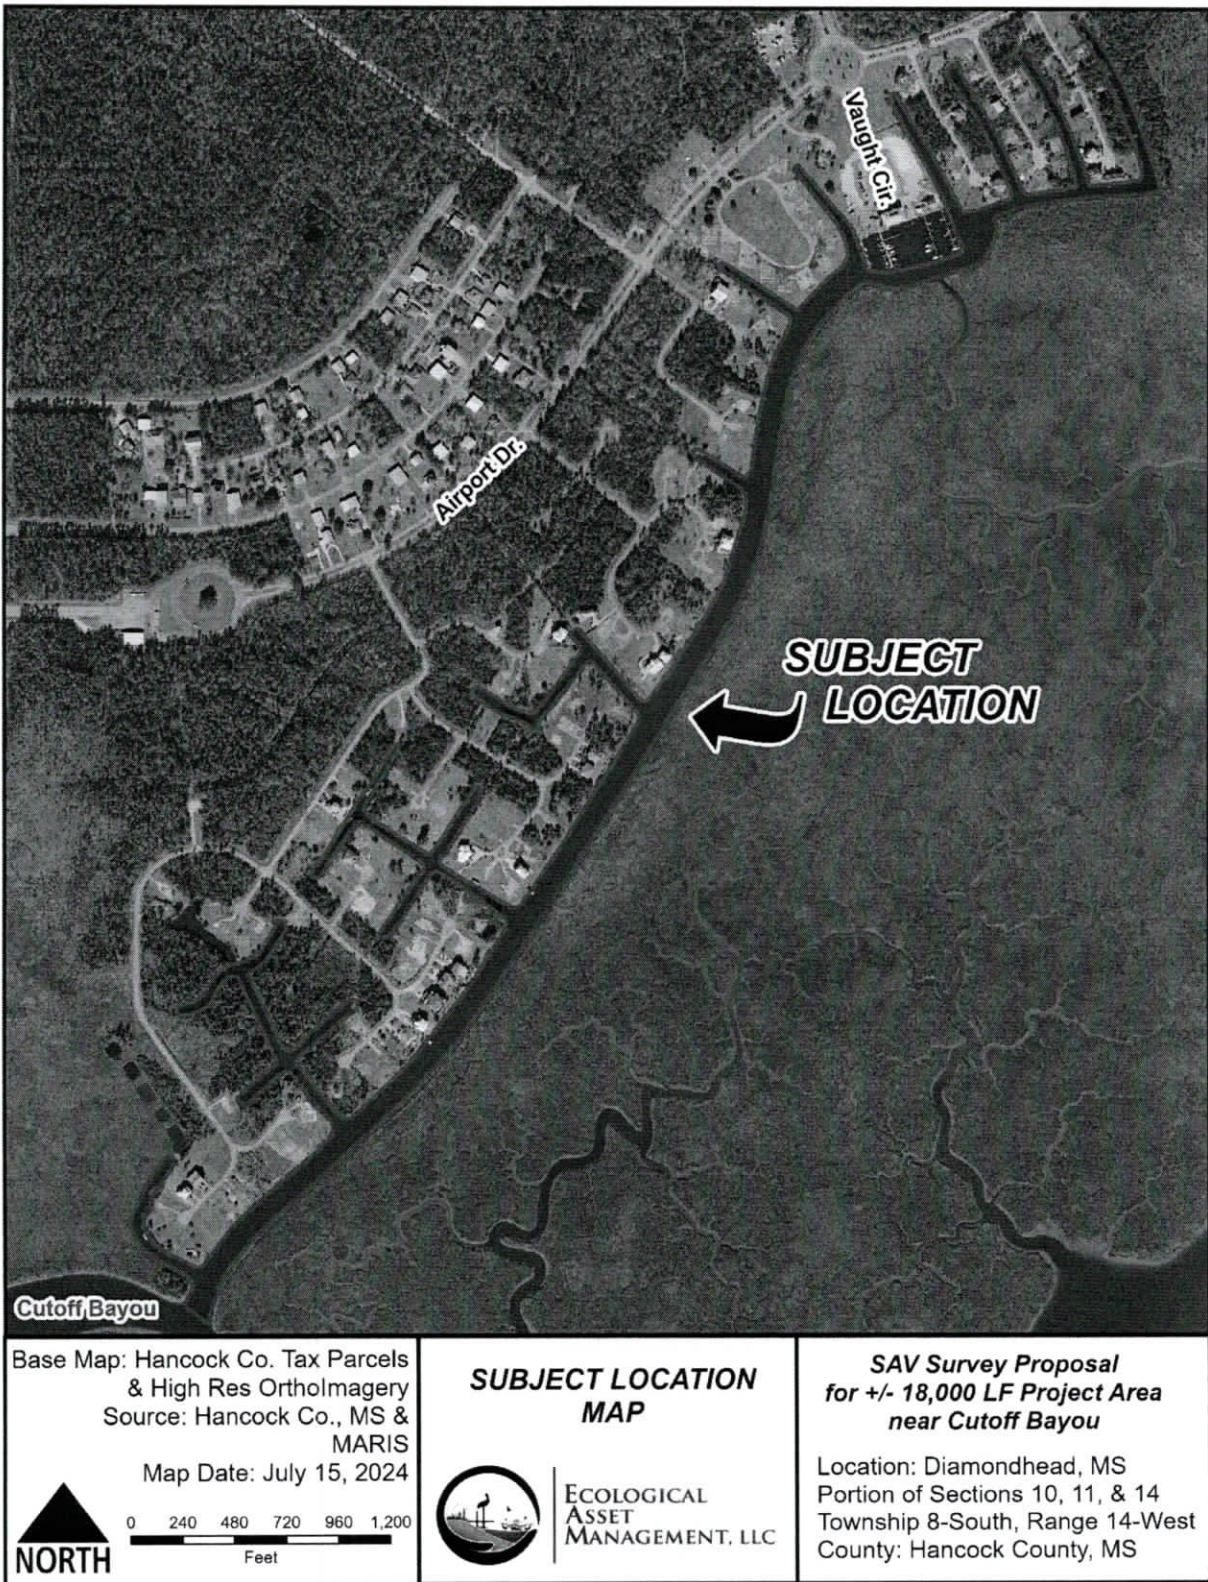 Vaught Cir.
Airport Dr.
SUBJECT
LOCATION
Cutoff Bayou
Base Map: Hancock Co. Tax Parcels
& High Res OrthoImagery
Source: Hancock Co., MS &
MARIS
Map Date: July 15, 2024
0 240 480 720 960 1,200
Feet
NORTH
SUBJECT LOCATION
MAP
ECOLOGICAL
ASSET
MANAGEMENT, LLC
SAV Survey Proposal
for +/- 18,000 LF Project Area
near Cutoff Bayou
Location: Diamondhead, MS
Portion of Sections 10, 11, & 14
Township 8-South, Range 14-West
County: Hancock County, MS